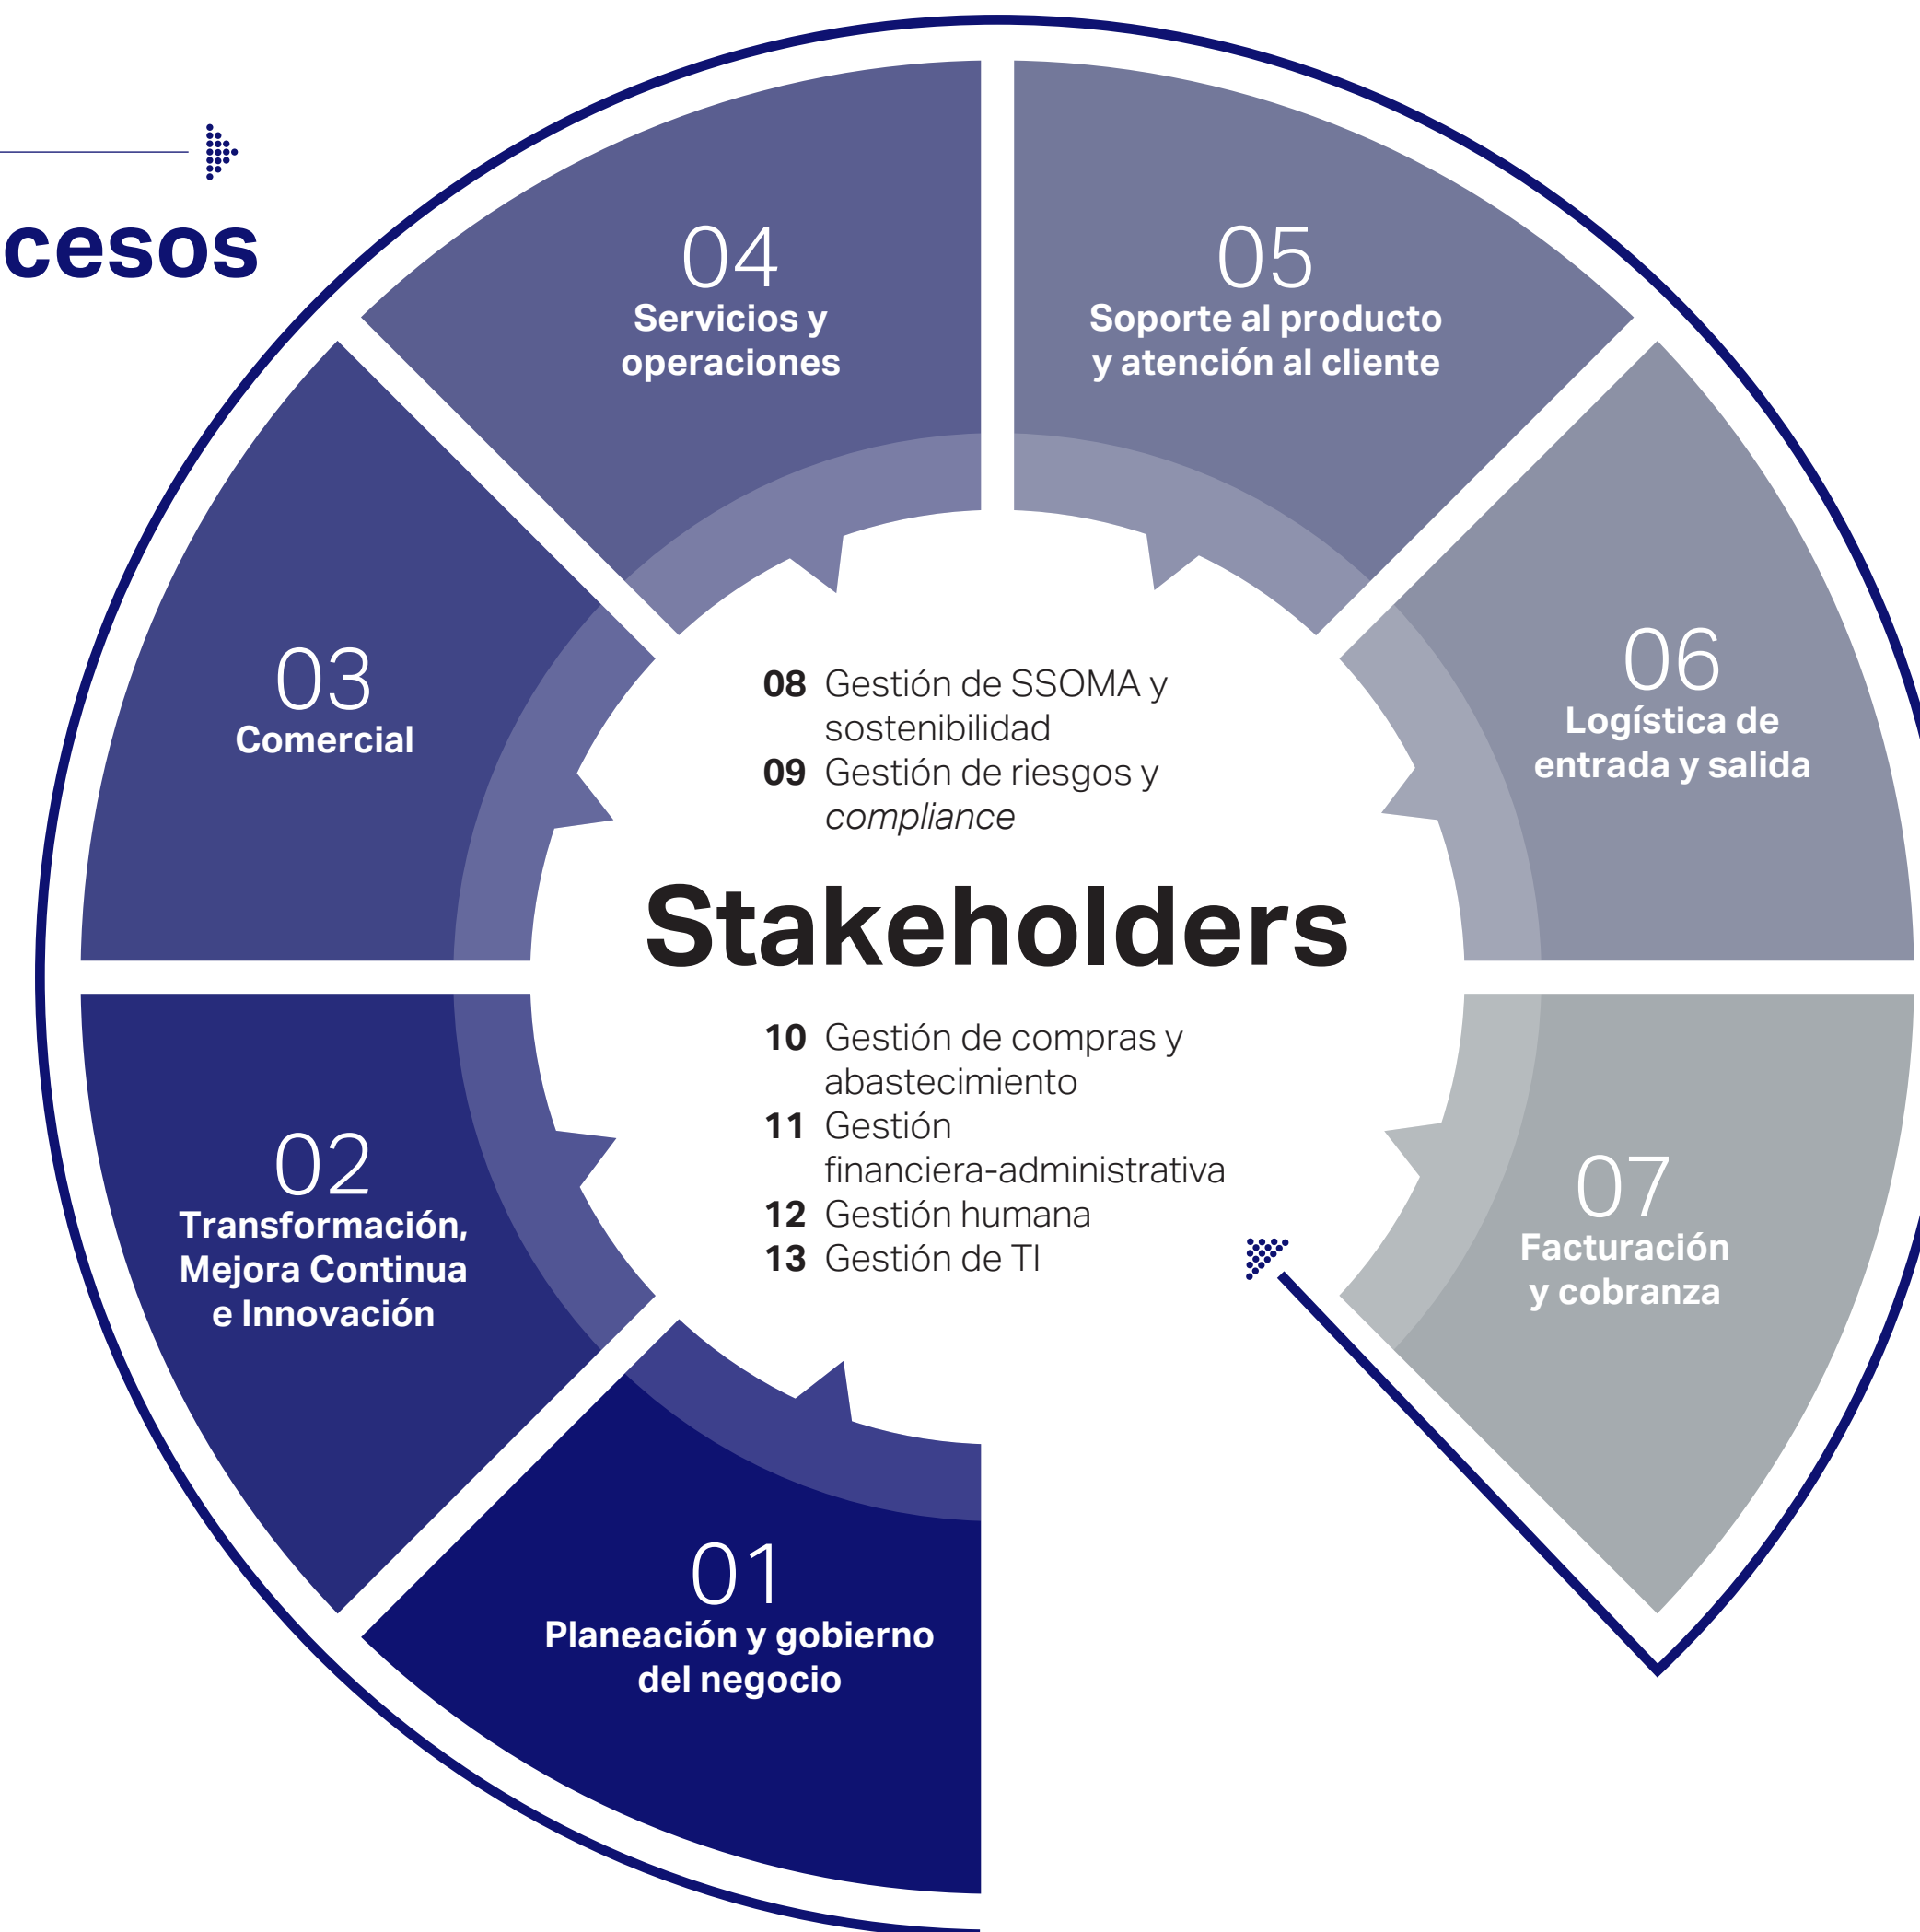 cesos
04
Servicios y
operaciones
05
Soporte al producto
y atención al cliente
03
Comercial
06
Logística de
entrada y salida
08 Gestión de SSOMA y
sostenibilidad
09 Gestión de riesgos y
compliance
Stakeholders
10 Gestión de compras y
abastecimiento
11 Gestión
financiera-administrativa
12 Gestión humana
13 Gestión de TI
02
Transformación,
Mejora Continua
e Innovación
07
Facturación
y cobranza
01
Planeación y gobierno
del negocio